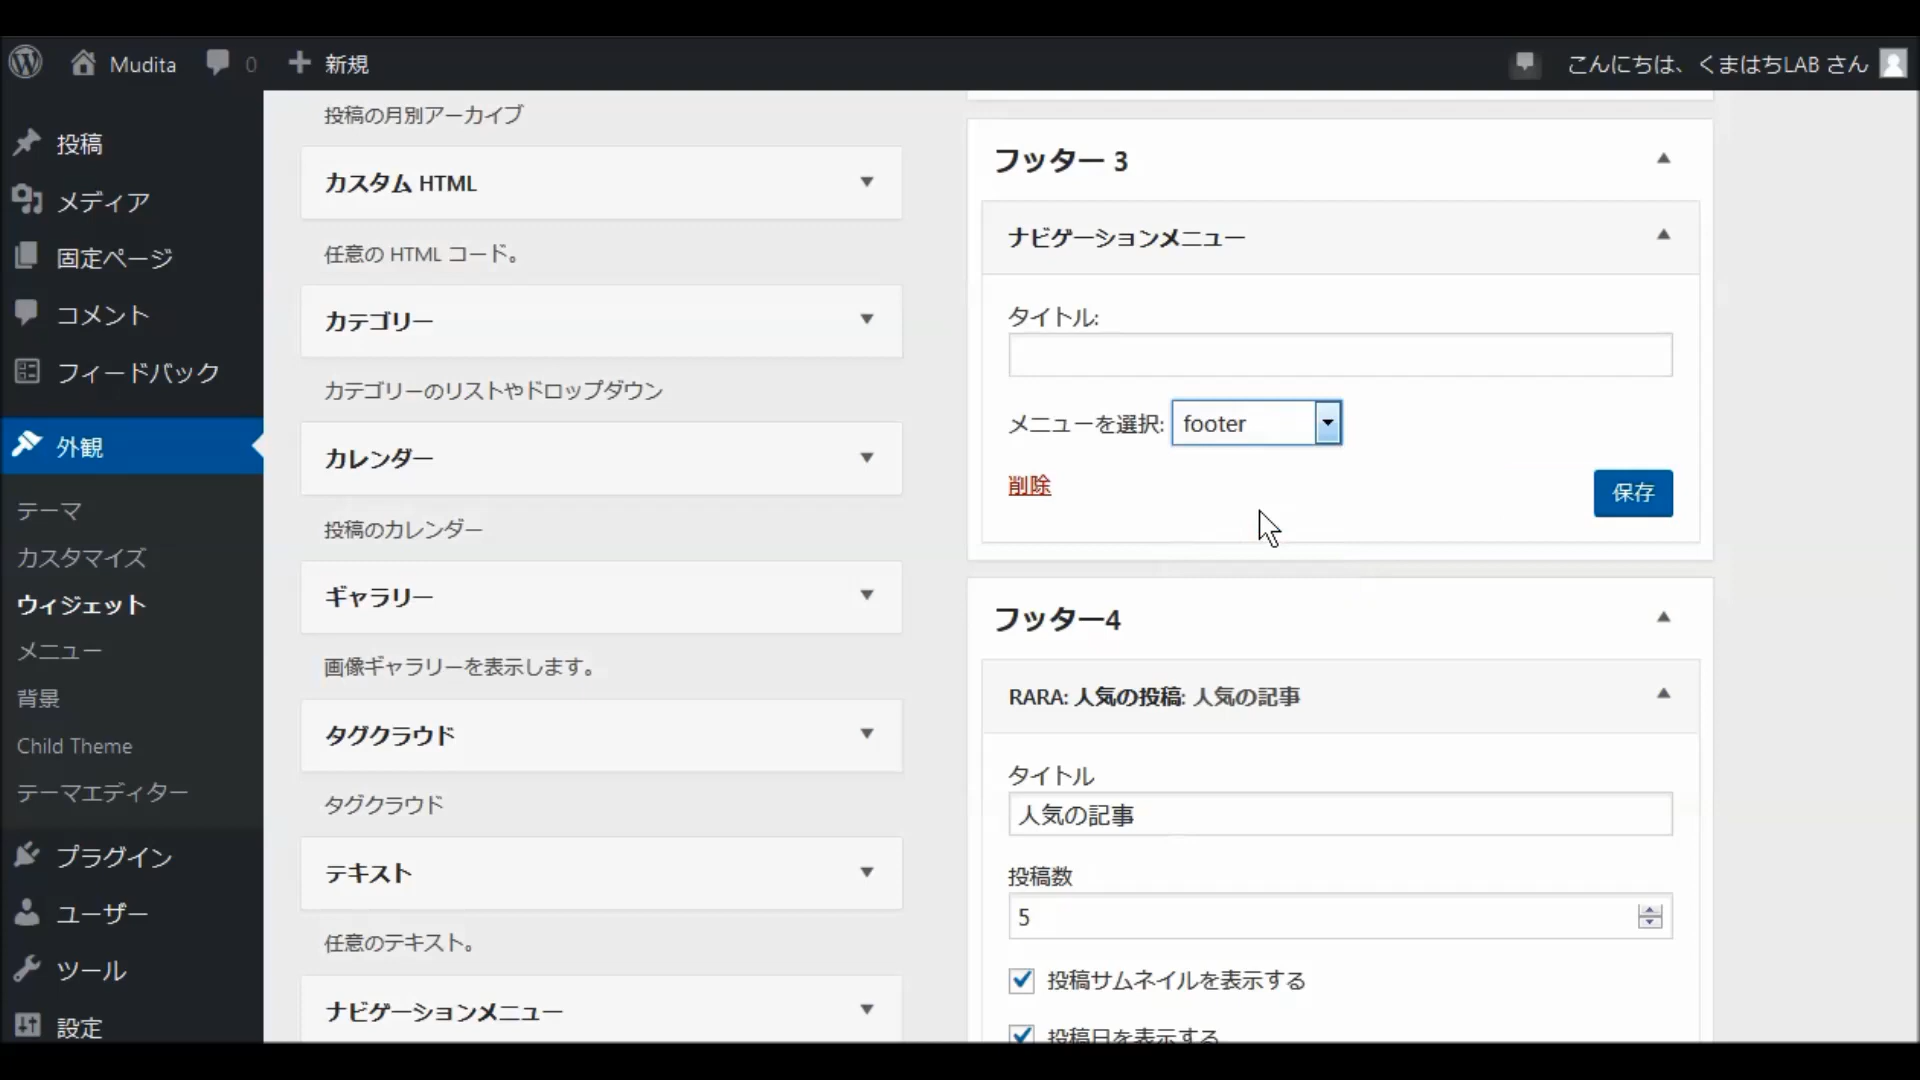 Mudita 0 新規 こんにちは、くまはちLAB さん
投稿
メディア
固定ページ
コメント
フィードバック
外観
テーマ
カスタマイズ
ウィジェット
メニュー
背景
Child Theme
テーマエディター
プラグイン
ユーザー
ツール
設定
投稿の月別アーカイブ
カスタム HTML
任意の HTML コード。
カテゴリー
カテゴリーのリストやドロップダウン
カレンダー
投稿のカレンダー
ギャラリー
画像ギャラリーを表示します。
タグクラウド
タグクラウド
テキスト
任意のテキスト。
ナビゲーションメニュー
フッター 3
ナビゲーションメニュー
タイトル:
メニューを選択: footer
削除 保存
フッター4
RARA: 人気の投稿: 人気の記事
タイトル
人気の記事
投稿数
5
投稿サムネイルを表示する
投稿日を表示する